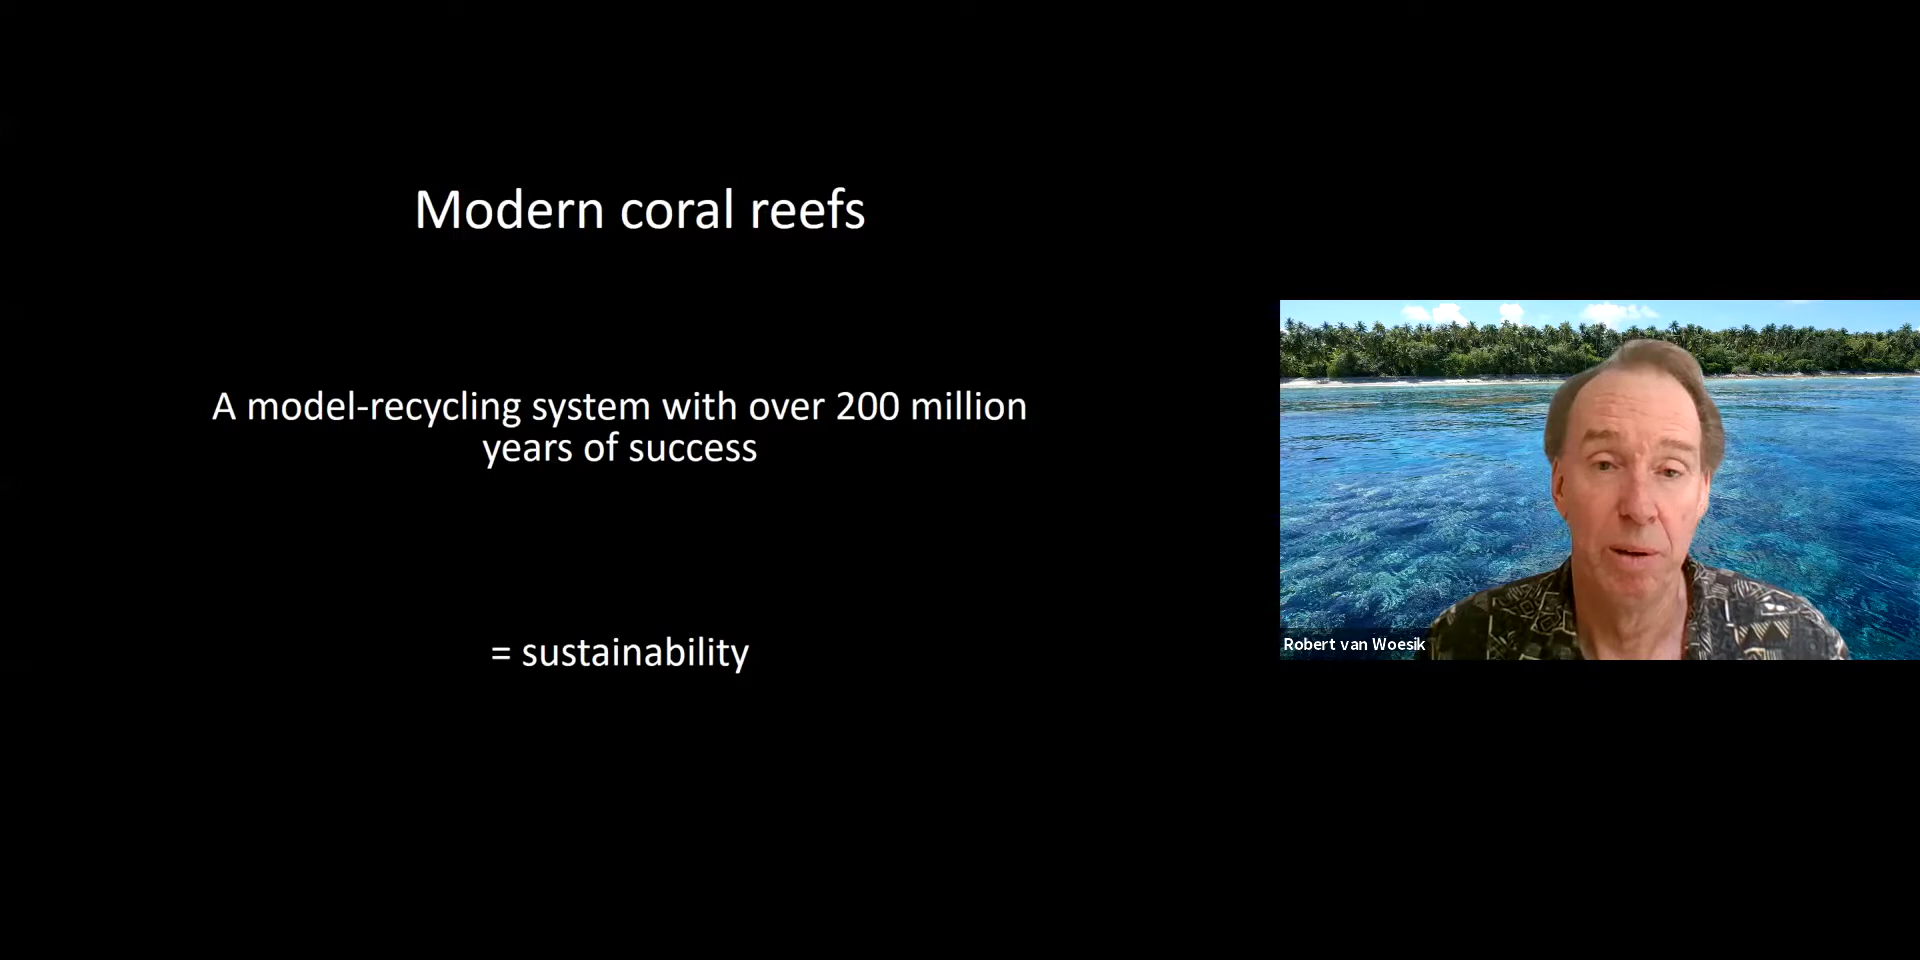 Modern coral reefs
A model-recycling system with over 200 million
years of success
= sustainability
Robert van Woesik